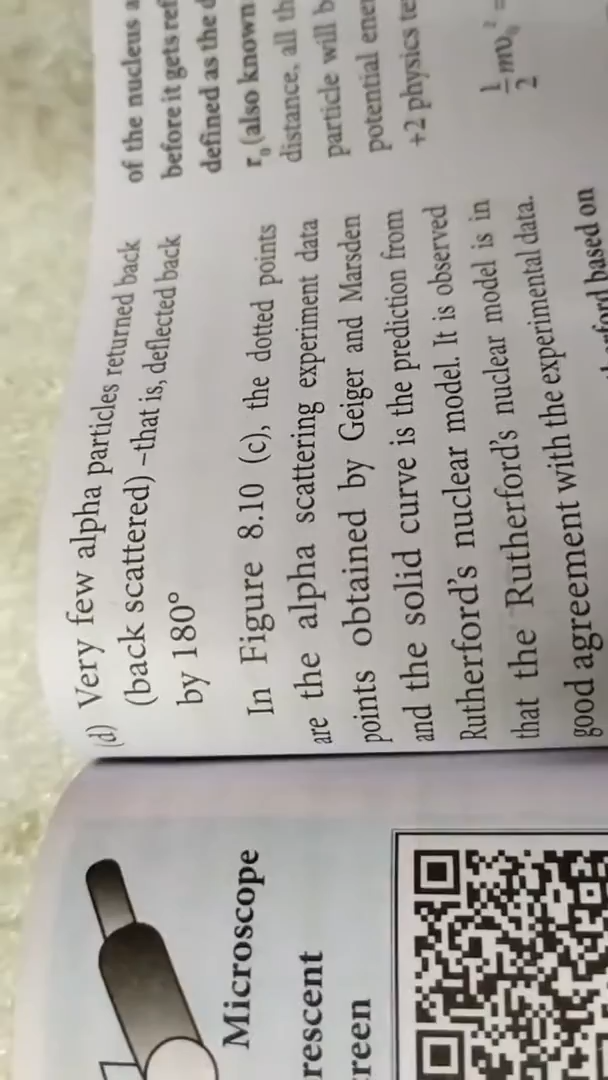 Microscope
rescent
reen
(d) Very few alpha particles returned back
(back scattered) –that is, deflected back
by 180°
In Figure 8.10 (c), the dotted points
are the alpha scattering experiment data
points obtained by Geiger and Marsden
and the solid curve is the prediction from
Rutherford's nuclear model. It is observed
that the Rutherford's nuclear model is in
good agreement with the experimental data.
based on
of the nucleus
before it gets
defined as the
r₀ (also known
distance, all
particle will
potential
+2 physics
1/2 mv₀² =